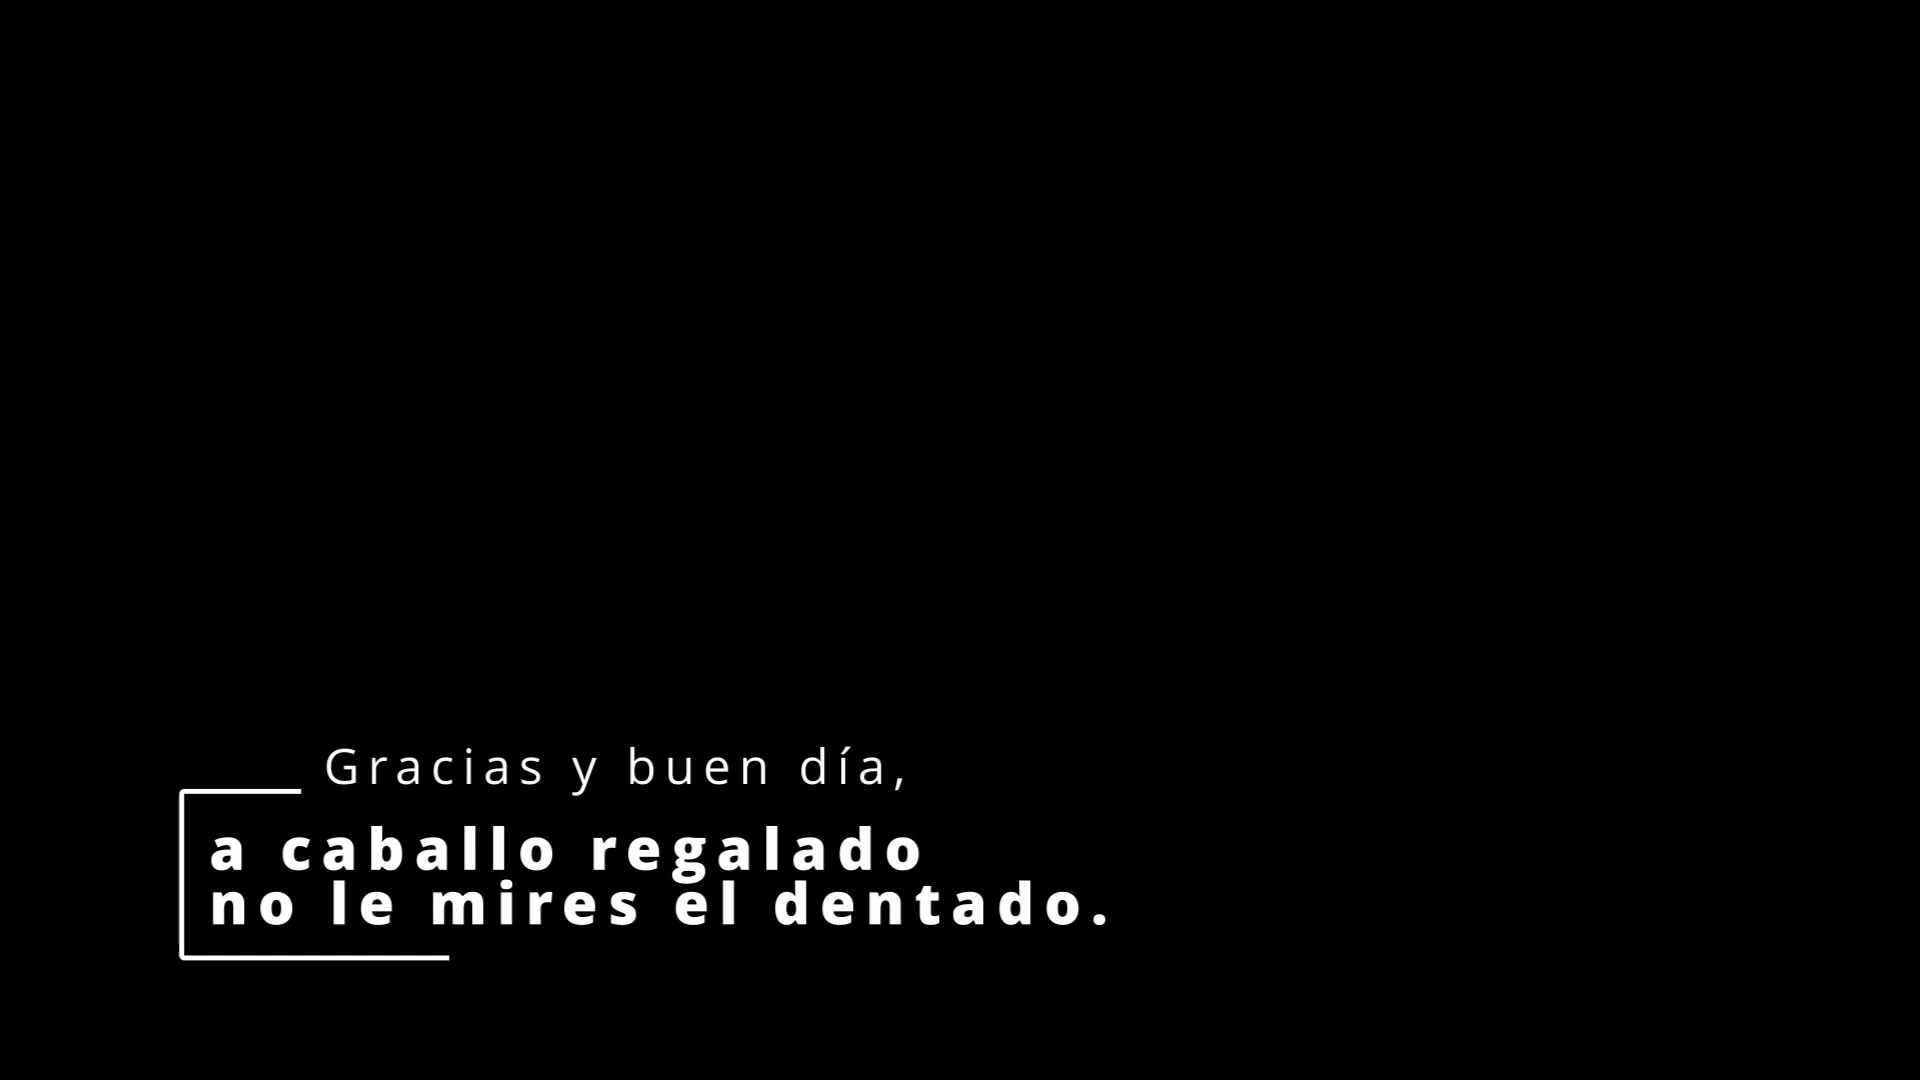 Gracias y buen día,
a caballo regalado
no le mires el dentado.